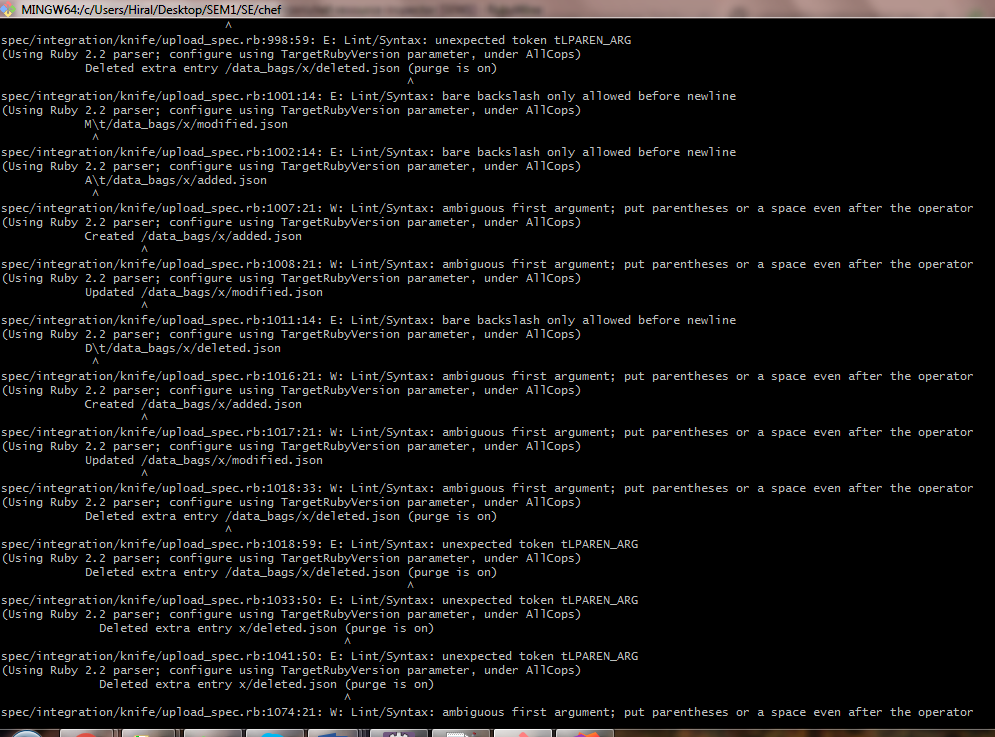 MINGW64:/c/Users/Hiral/Desktop/SEM1/SE/chef
^
spec/integration/knife/upload_spec.rb:998:59: E: Lint/Syntax: unexpected token tLPAREN_ARG
(Using Ruby 2.2 parser; configure using TargetRubyVersion parameter, under AllCops)
Deleted extra entry /data_bags/x/deleted.json (purge is on)
^
spec/integration/knife/upload_spec.rb:1001:14: E: Lint/Syntax: bare backslash only allowed before newline
(Using Ruby 2.2 parser; configure using TargetRubyVersion parameter, under AllCops)
M\t/data_bags/x/modified.json
^
spec/integration/knife/upload_spec.rb:1002:14: E: Lint/Syntax: bare backslash only allowed before newline
(Using Ruby 2.2 parser; configure using TargetRubyVersion parameter, under AllCops)
A\t/data_bags/x/added.json
^
spec/integration/knife/upload_spec.rb:1007:21: W: Lint/Syntax: ambiguous first argument; put parentheses or a space even after the operator
(Using Ruby 2.2 parser; configure using TargetRubyVersion parameter, under AllCops)
Created /data_bags/x/added.json
^
spec/integration/knife/upload_spec.rb:1008:21: W: Lint/Syntax: ambiguous first argument; put parentheses or a space even after the operator
(Using Ruby 2.2 parser; configure using TargetRubyVersion parameter, under AllCops)
Updated /data_bags/x/modified.json
^
spec/integration/knife/upload_spec.rb:1011:14: E: Lint/Syntax: bare backslash only allowed before newline
(Using Ruby 2.2 parser; configure using TargetRubyVersion parameter, under AllCops)
D\t/data_bags/x/deleted.json
^
spec/integration/knife/upload_spec.rb:1016:21: W: Lint/Syntax: ambiguous first argument; put parentheses or a space even after the operator
(Using Ruby 2.2 parser; configure using TargetRubyVersion parameter, under AllCops)
Created /data_bags/x/added.json
^
spec/integration/knife/upload_spec.rb:1017:21: W: Lint/Syntax: ambiguous first argument; put parentheses or a space even after the operator
(Using Ruby 2.2 parser; configure using TargetRubyVersion parameter, under AllCops)
Updated /data_bags/x/modified.json
^
spec/integration/knife/upload_spec.rb:1018:33: W: Lint/Syntax: ambiguous first argument; put parentheses or a space even after the operator
(Using Ruby 2.2 parser; configure using TargetRubyVersion parameter, under AllCops)
Deleted extra entry /data_bags/x/deleted.json (purge is on)
^
spec/integration/knife/upload_spec.rb:1018:59: E: Lint/Syntax: unexpected token tLPAREN_ARG
(Using Ruby 2.2 parser; configure using TargetRubyVersion parameter, under AllCops)
Deleted extra entry /data_bags/x/deleted.json (purge is on)
^
spec/integration/knife/upload_spec.rb:1033:50: E: Lint/Syntax: unexpected token tLPAREN_ARG
(Using Ruby 2.2 parser; configure using TargetRubyVersion parameter, under AllCops)
Deleted extra entry x/deleted.json (purge is on)
^
spec/integration/knife/upload_spec.rb:1041:50: E: Lint/Syntax: unexpected token tLPAREN_ARG
(Using Ruby 2.2 parser; configure using TargetRubyVersion parameter, under AllCops)
Deleted extra entry x/deleted.json (purge is on)
^
spec/integration/knife/upload_spec.rb:1074:21: W: Lint/Syntax: ambiguous first argument; put parentheses or a space even after the operator